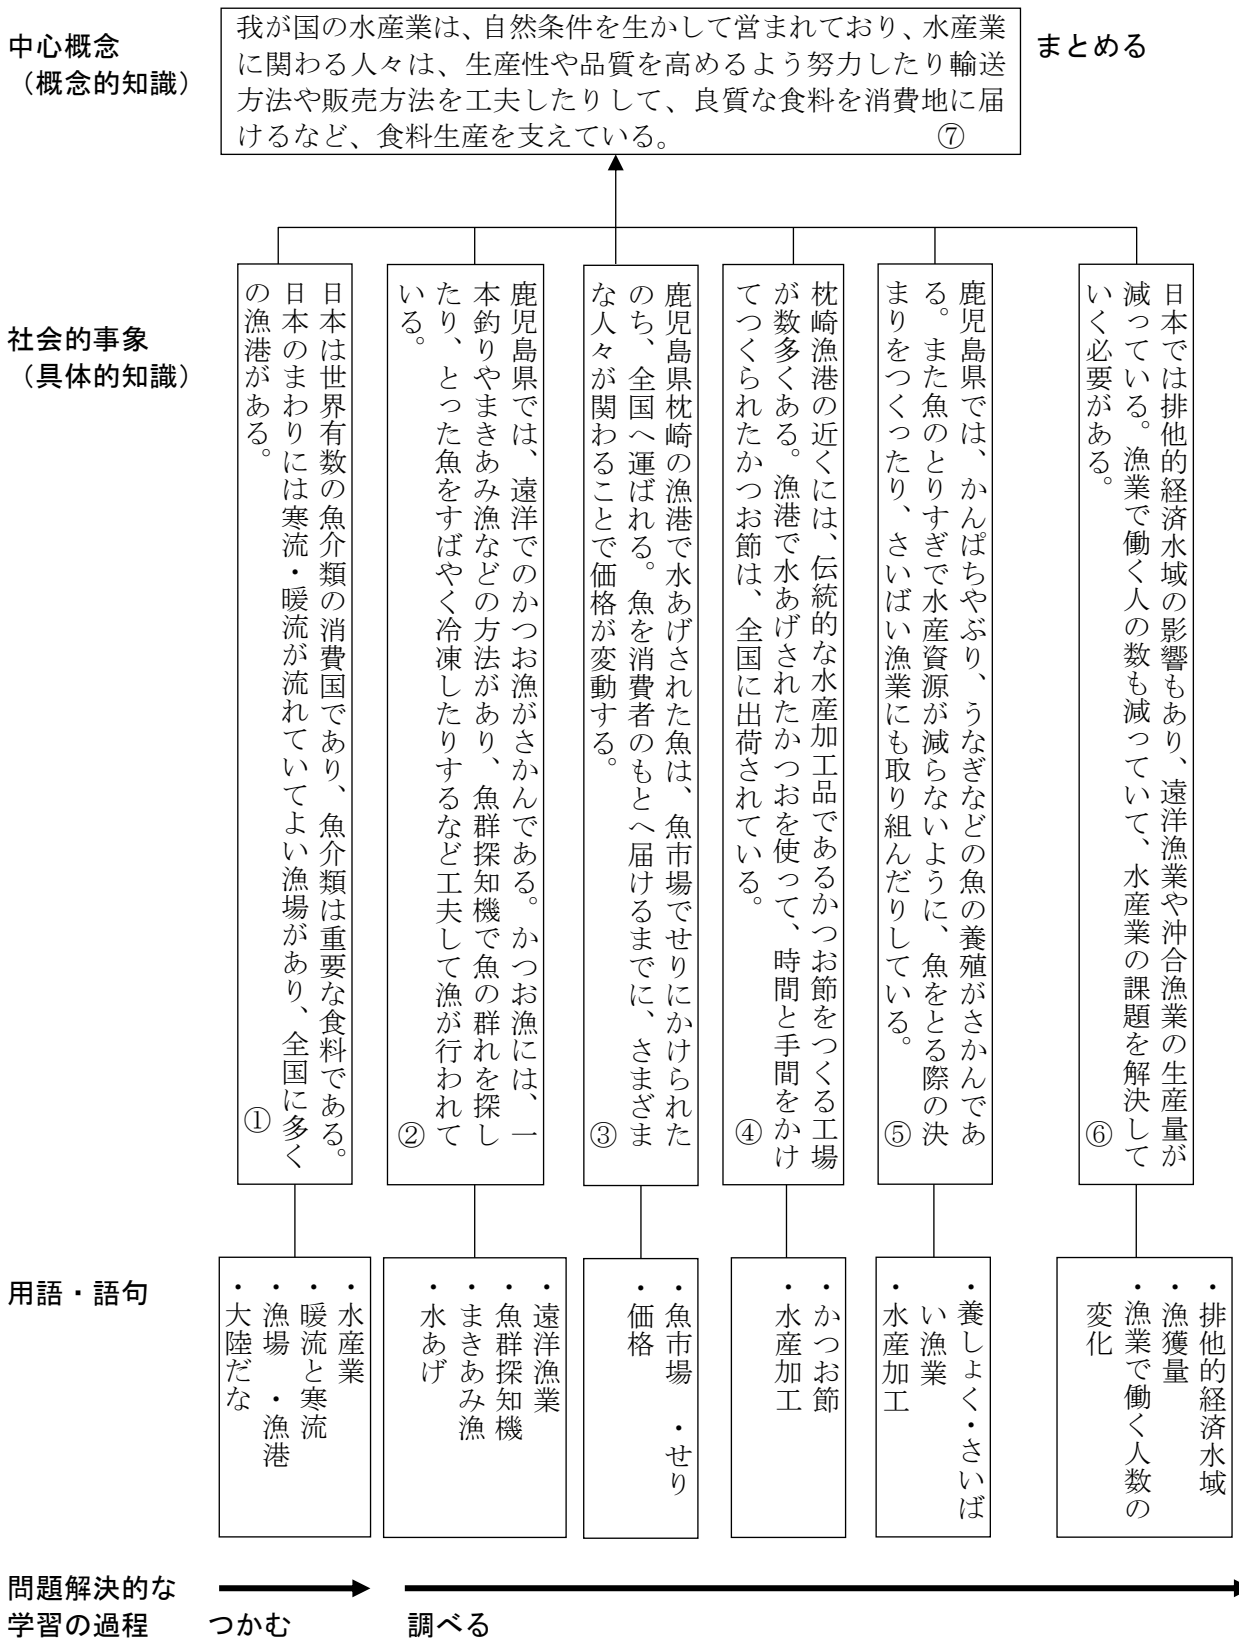 中心概念
（概念的知識）
我が国の水産業は、自然条件を生かして営まれており、水産業
に関わる人々は、生産性や品質を高めるよう努力したり輸送
方法や販売方法を工夫したりして、良質な食料を消費地に届
けるなど、食料生産を支えている。 ⑦
まとめる
社会的事象
（具体的知識）
日本は世界有数の魚介類の消費国であり、魚介類は重要な食料である。
日本のまわりには寒流・暖流が流れていてよい漁場があり、全国に多く
の漁港がある。 ①
鹿児島県では、遠洋でのかつお漁がさかんである。かつお漁には、一
本釣りやまきあみ漁などの方法があり、魚群探知機で魚の群れを探し
たり、とった魚をすばやく冷凍したりするなど工夫して漁が行われて
いる。 ②
鹿児島県枕崎の漁港で水あげされた魚は、魚市場でせりにかけられた
のち、全国へ運ばれる。魚を消費者のもとへ届けるまでに、さまざま
な人々が関わることで価格が変動する。 ③
枕崎漁港の近くには、伝統的な水産加工品であるかつお節をつくる工場
が数多くある。漁港で水あげされたかつおを使って、時間と手間をかけ
てつくられたかつお節は、全国に出荷されている。 ④
鹿児島県では、かんぱちやぶり、うなぎなどの魚の養殖がさかんであ
る。また魚のとりすぎで水産資源が減らないように、魚をとる際の決
まりをつくったり、さいばい漁業にも取り組んだりしている。 ⑤
日本では排他的経済水域の影響もあり、遠洋漁業や沖合漁業の生産量が
減っている。漁業で働く人の数も減っていて、水産業の課題を解決して
いく必要がある。 ⑥
用語・語句
・水産業
・暖流と寒流
・漁場 ・漁港
・大陸だな
・遠洋漁業
・魚群探知機
・まきあみ漁
・水あげ
・魚市場 ・せり
・価格
・かつお節
・水産加工
・養しょく・さいば
い漁業
・水産加工
・排他的経済水域
・漁獲量
・漁業で働く人数の
変化
問題解決的な
学習の過程
つかむ
調べる